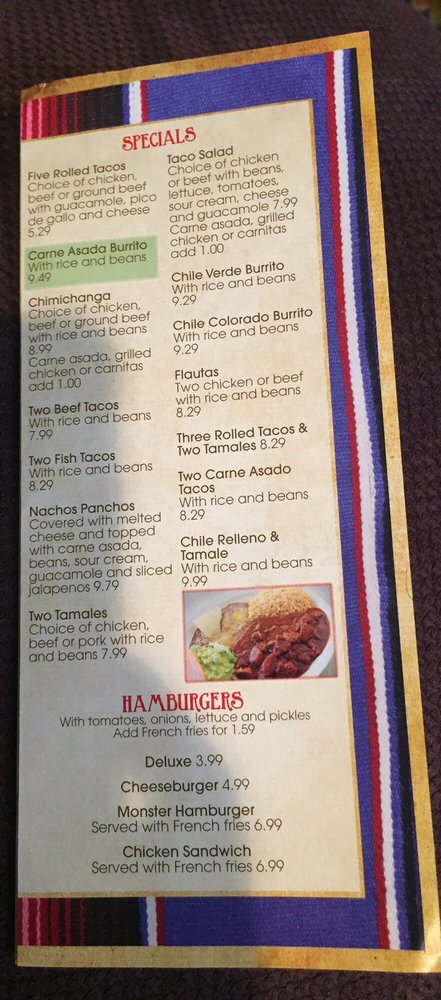 SPECIALS
Five Rolled Tacos
Choice of chicken,
beef or ground beef
with guacamole, pico
de gallo and cheese
5.29
Carne Asada Burrito
With rice and beans
9.49
Chimichanga
Choice of chicken,
beef or ground beef
with rice and beans
8.99
Carne asada, grilled
chicken or carnitas
add 1.00
Two Beef Tacos
With rice and beans
7.99
Two Fish Tacos
With rice and beans
8.29
Nachos Panchos
Covered with melted
cheese and topped
with carne asada,
beans, sour cream,
guacamole and sliced
jalapenos 9.79
Two Tamales
Choice of chicken,
beef or pork with rice
and beans 7.99
Taco Salad
Choice of chicken
or beef with beans,
lettuce, tomatoes,
sour cream, cheese
and guacamole 7.99
Carne asada, grilled
chicken or carnitas
add 1.00
Chile Verde Burrito
With rice and beans
9.29
Chile Colorado Burrito
With rice and beans
9.29
Flautas
Two chicken or beef
with rice and beans
8.29
Three Rolled Tacos &
Two Tamales 8.29
Two Carne Asado
Tacos
With rice and beans
8.29
Chile Relleno &
Tamale
With rice and beans
9.99
HAMBURGERS
With tomatoes, onions, lettuce and pickles
Add French fries for 1.59
Deluxe 3.99
Cheeseburger 4.99
Monster Hamburger
Served with French fries 6.99
Chicken Sandwich
Served with French fries 6.99